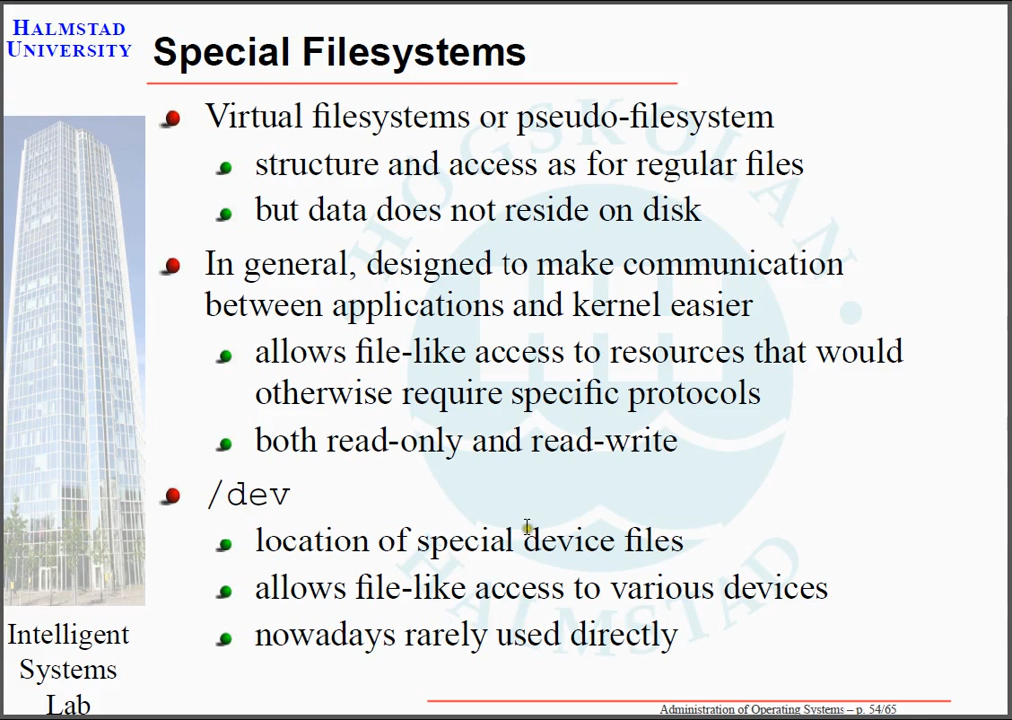 HALMSTAD
UNIVERSITY
Special Filesystems
Virtual filesystems or pseudo-filesystem
structure and access as for regular files
but data does not reside on disk
In general, designed to make communication
between applications and kernel easier
allows file-like access to resources that would
otherwise require specific protocols
both read-only and read-write
/dev
location of special device files
allows file-like access to various devices
nowadays rarely used directly
Intelligent
Systems
Lab
Administration of Operating Systems – p. 54/65
HÖGSKOLAN
HALMSTAD